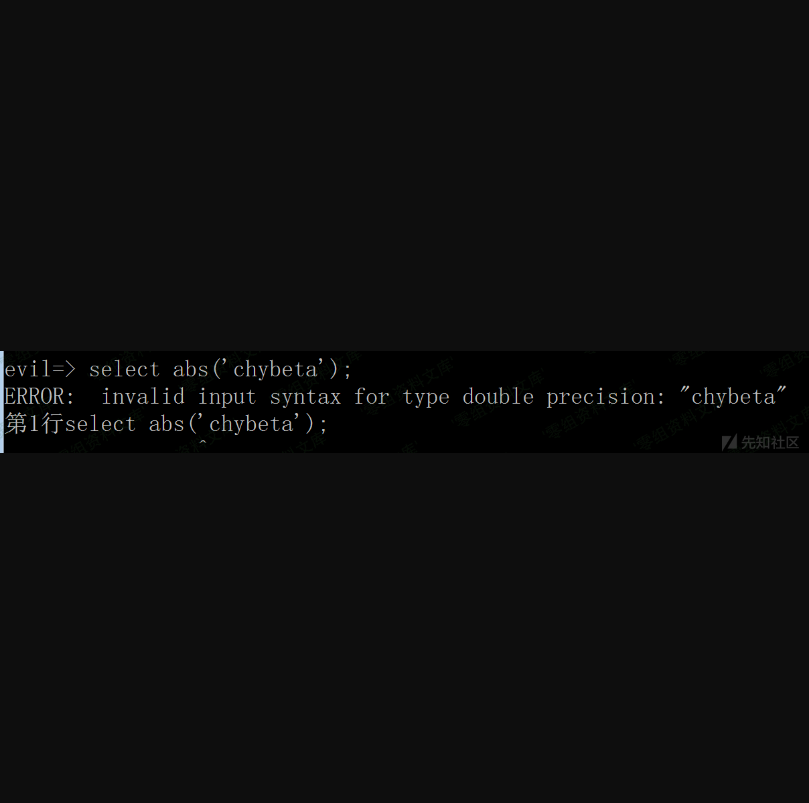 evil=> select abs('chybeta');
ERROR:  invalid input syntax for type double precision: "chybeta"
第1行select abs('chybeta');
^
先知社区